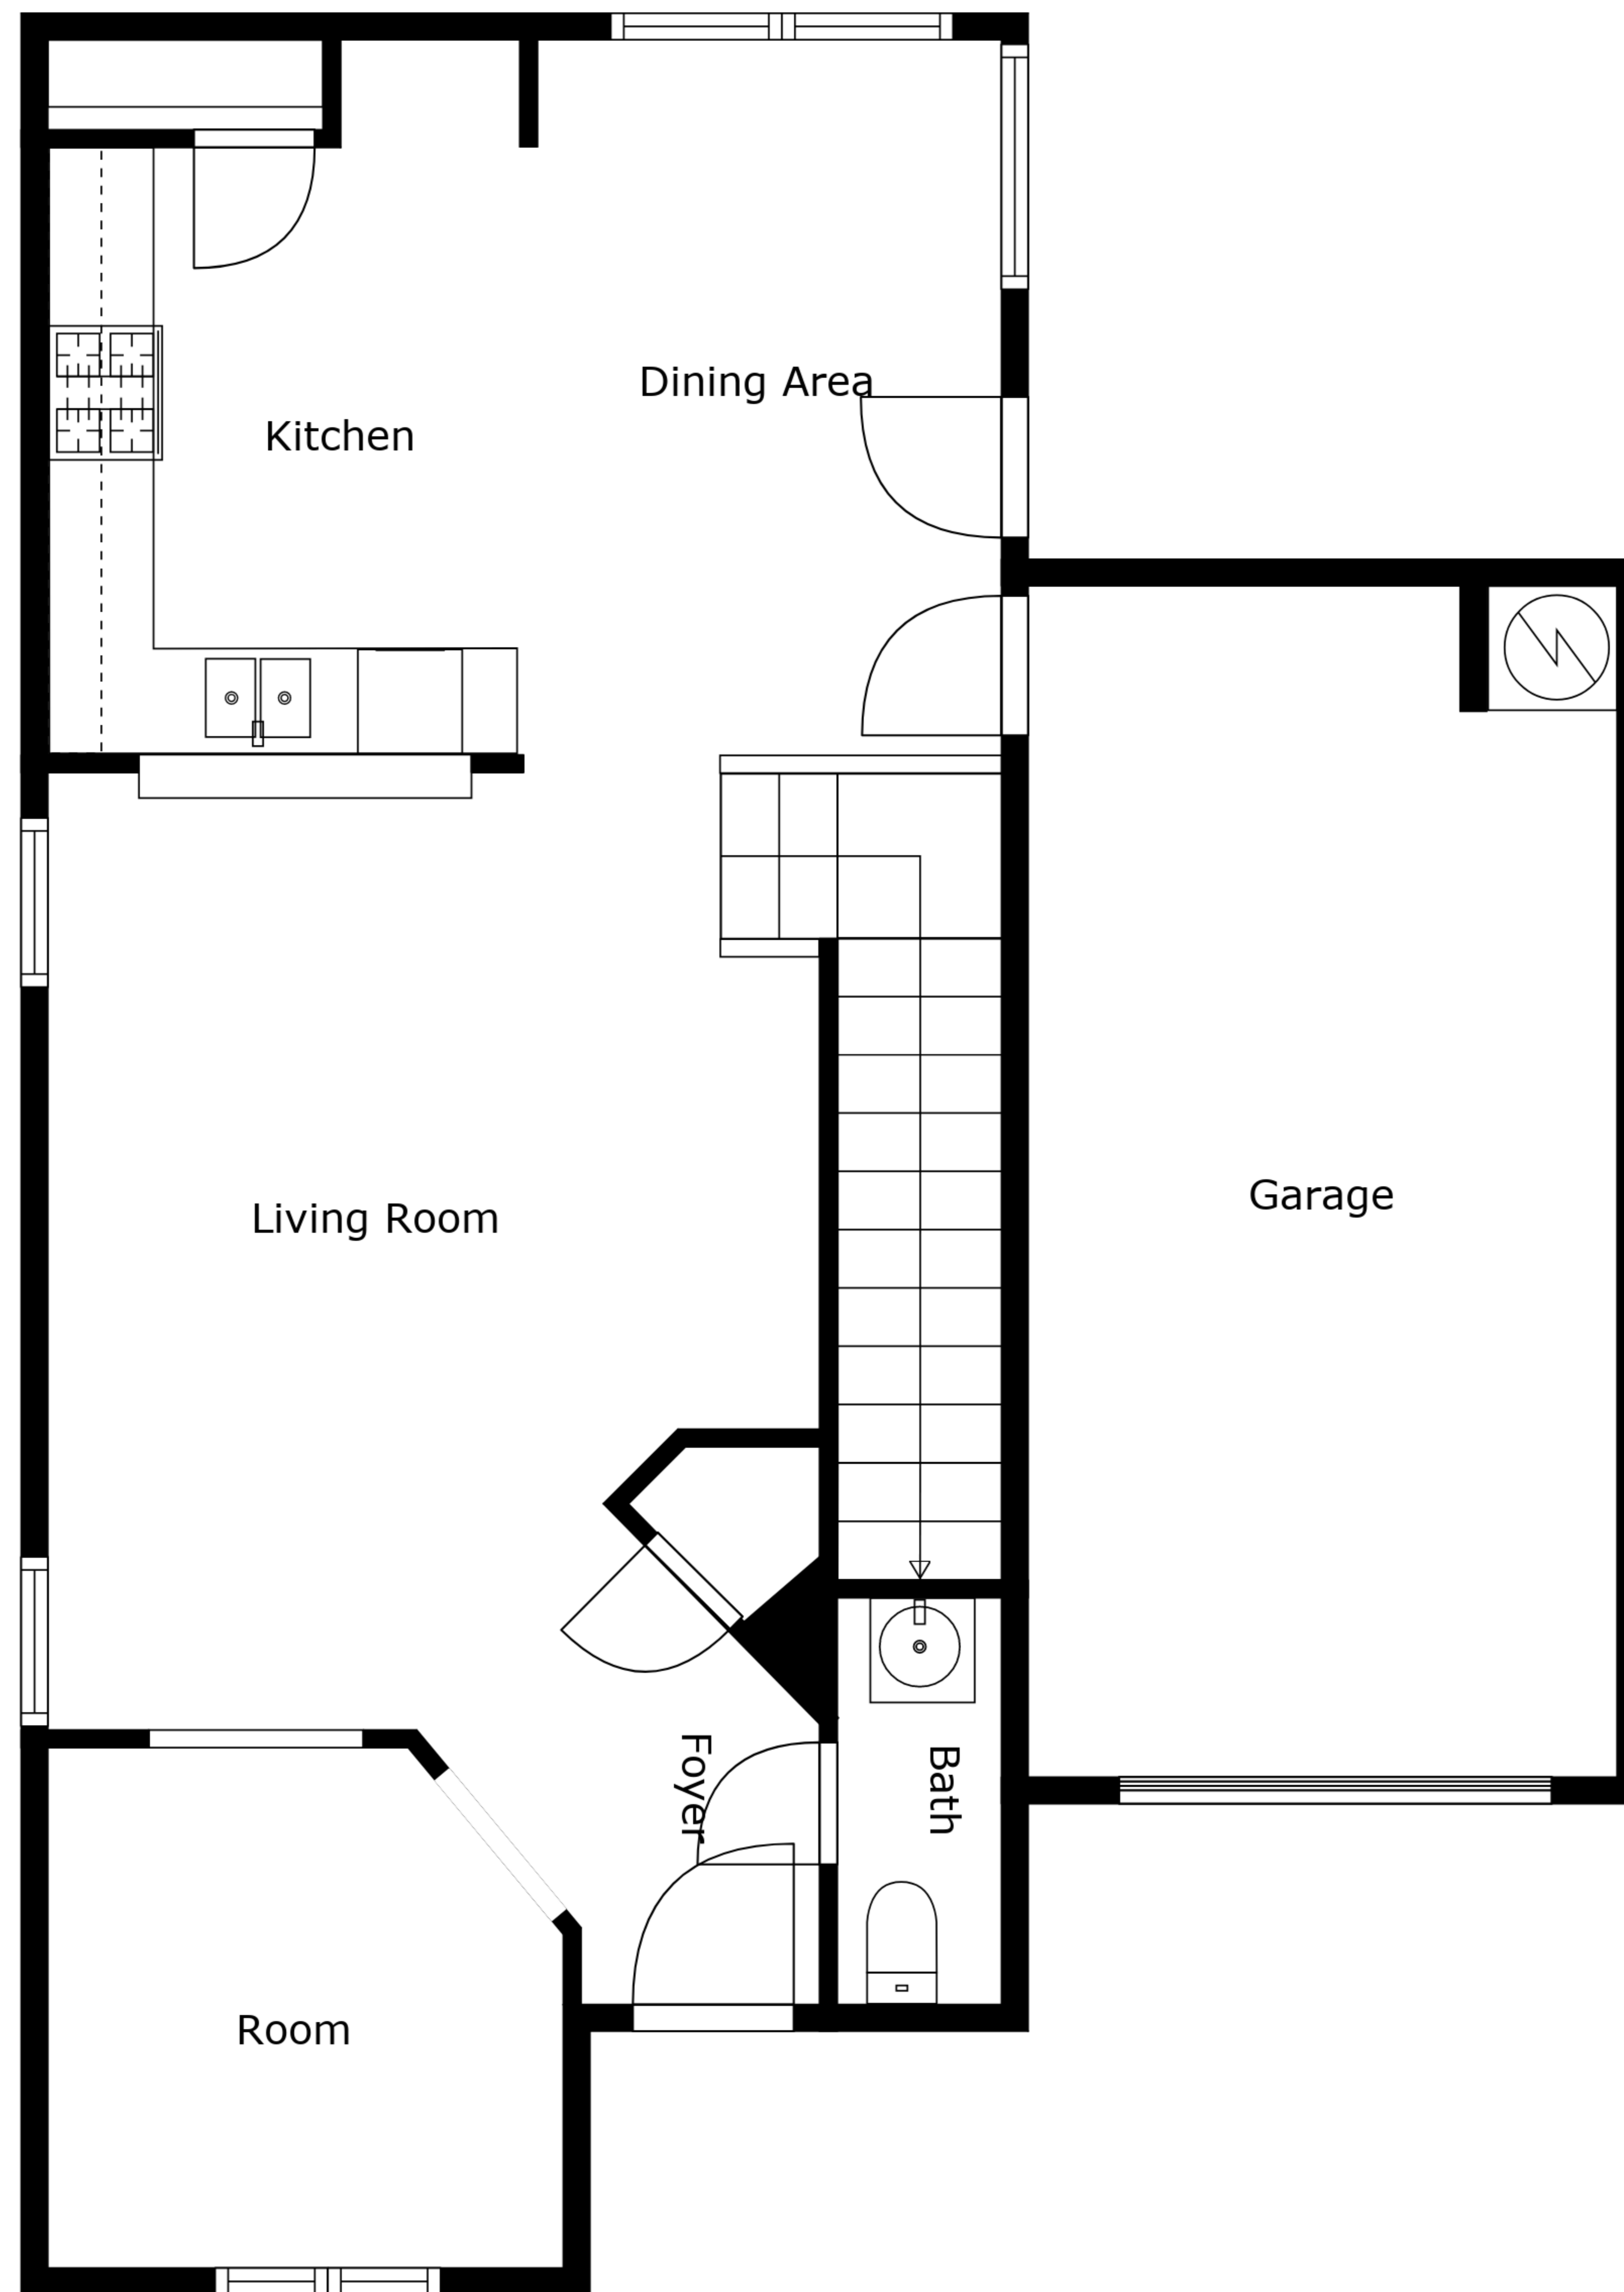 Dining Area
Kitchen
Garage
Living Room
Foyer
Bath
Room